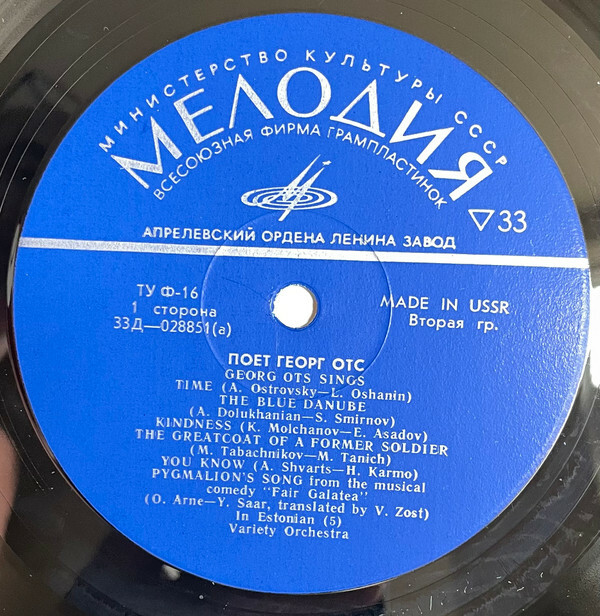 МИНИСТЕРСТВО КУЛЬТУРЫ СССР
МЕЛОДИЯ
ВСЕСОЮЗНАЯ ФИРМА ГРАМПЛАСТИНОК
33
АПРЕЛЕВСКИЙ ОРДЕНА ЛЕНИНА ЗАВОД
ТУ Ф-16
1 сторона
33Д—028851(а)
MADE IN USSR
Вторая гр.
ПОЕТ ГЕОРГ ОТС
GEORG OTS SINGS
TIME (A. Ostrovsky—L. Oshanin)
THE BLUE DANUBE
(A. Dolukhanian—S. Smirnov)
KINDNESS (K. Molchanov—E. Asadov)
THE GREATCOAT OF A FORMER SOLDIER
(M. Tabachnikov—M. Tanich)
YOU KNOW (A. Shvarts—H. Karmo)
PYGMALION'S SONG from the musical
comedy "Fair Galatea"
(O. Arne—Y. Saar, translated by V. Zost)
In Estonian (5)
Variety Orchestra